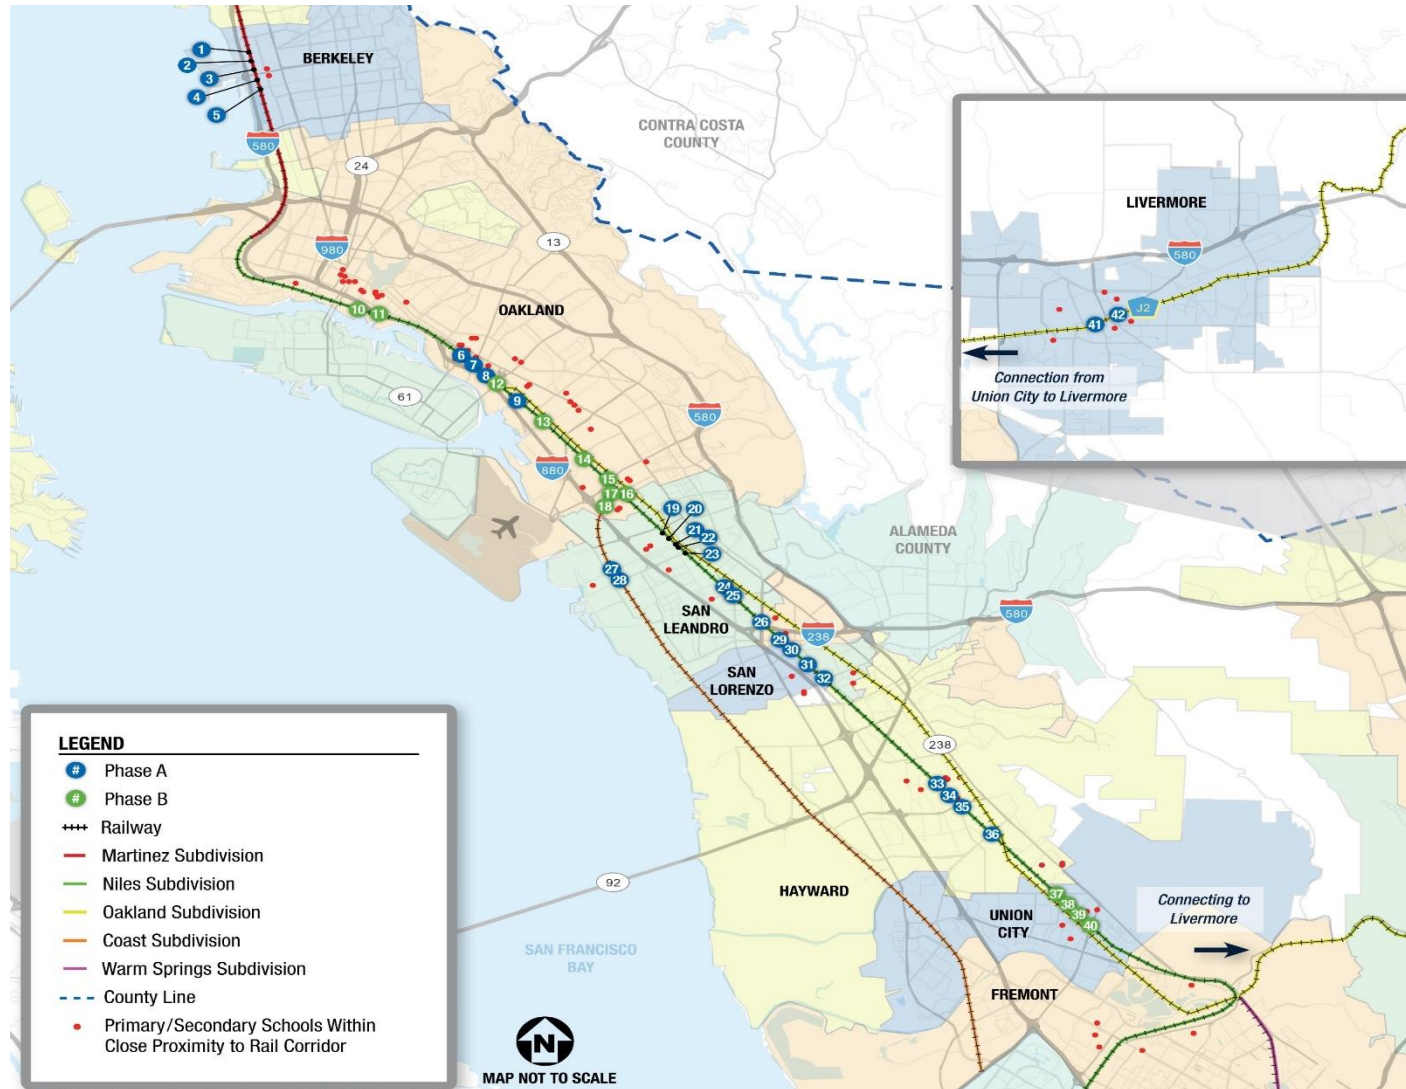 BERKELEY
1
2
3
4
5
580
24
CONTRA COSTA
COUNTY
980
13
OAKLAND
10
11
6
7
8
12
9
61
13
580
14
880
15
17
16
18
19
20
21
22
23
ALAMEDA
COUNTY
27
28
24
25
SAN
LEANDRO
26
580
238
29
30
31
32
SAN
LORENZO
238
33
34
35
36
92
HAYWARD
37
38
39
40
UNION
CITY
Connecting to
Livermore
SAN FRANCISCO
BAY
FREMONT
LIVERMORE
580
J2
42
41
Connection from
Union City to Livermore
LEGEND
# Phase A
# Phase B
Railway
Martinez Subdivision
Niles Subdivision
Oakland Subdivision
Coast Subdivision
Warm Springs Subdivision
County Line
Primary/Secondary Schools Within
Close Proximity to Rail Corridor
N
MAP NOT TO SCALE